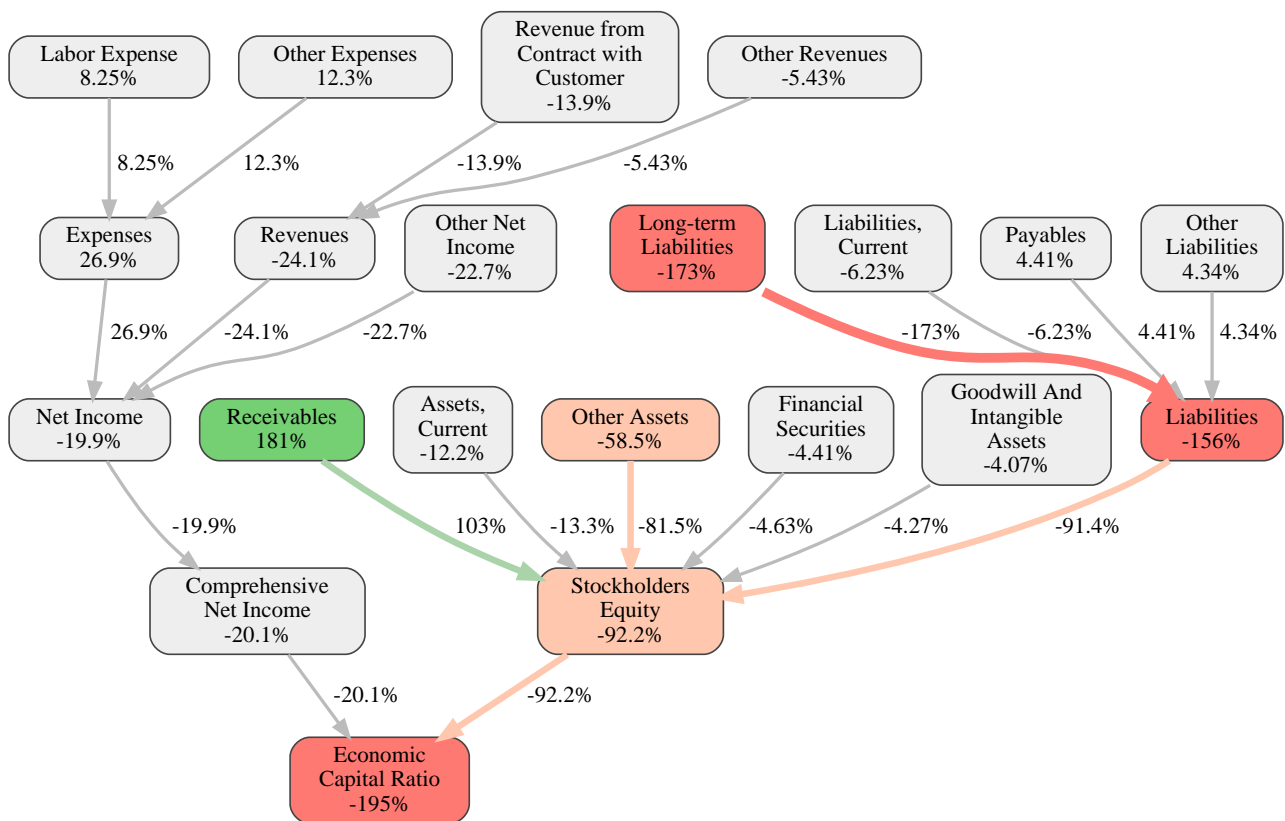 Labor Expense
8.25%
Other Expenses
12.3%
Revenue from
Contract with
Customer
-13.9%
Other Revenues
-5.43%
8.25%
12.3%
-13.9%
-5.43%
Expenses
26.9%
Revenues
-24.1%
Other Net
Income
-22.7%
Long-term
Liabilities
-173%
Liabilities,
Current
-6.23%
Payables
4.41%
Other
Liabilities
4.34%
26.9%
-24.1%
-22.7%
-173%
-6.23%
4.41%
4.34%
Net Income
-19.9%
Receivables
181%
Assets,
Current
-12.2%
Other Assets
-58.5%
Financial
Securities
-4.41%
Goodwill And
Intangible
Assets
-4.07%
Liabilities
-156%
-19.9%
103%
-13.3%
-81.5%
-4.63%
-4.27%
-91.4%
Comprehensive
Net Income
-20.1%
Stockholders
Equity
-92.2%
-20.1%
-92.2%
Economic
Capital Ratio
-195%